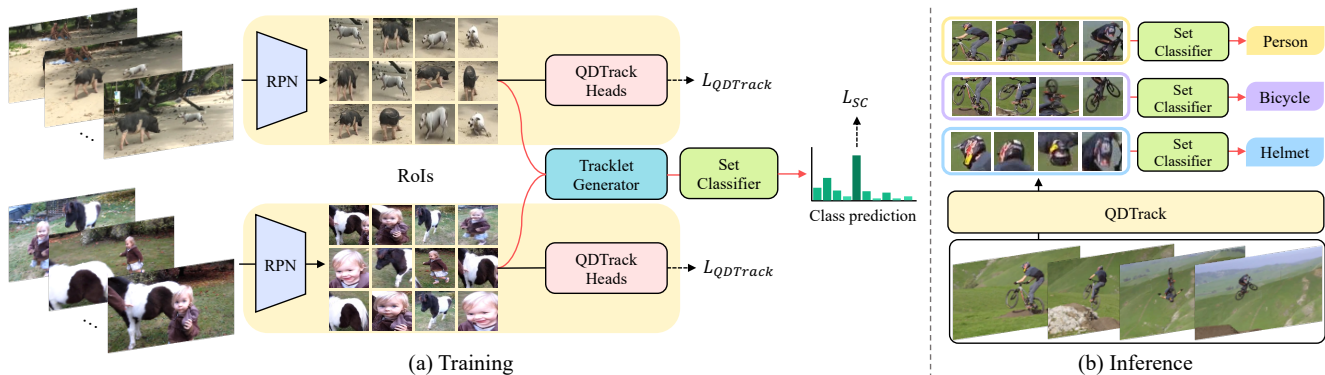 RPN
QDTrack
Heads
L_QDTrack
L_SC
RoIs
Tracklet
Generator
Set
Classifier
Class prediction
RPN
QDTrack
Heads
L_QDTrack
...
...
(a) Training
Set
Classifier
Person
Set
Classifier
Bicycle
Set
Classifier
Helmet
QDTrack
(b) Inference